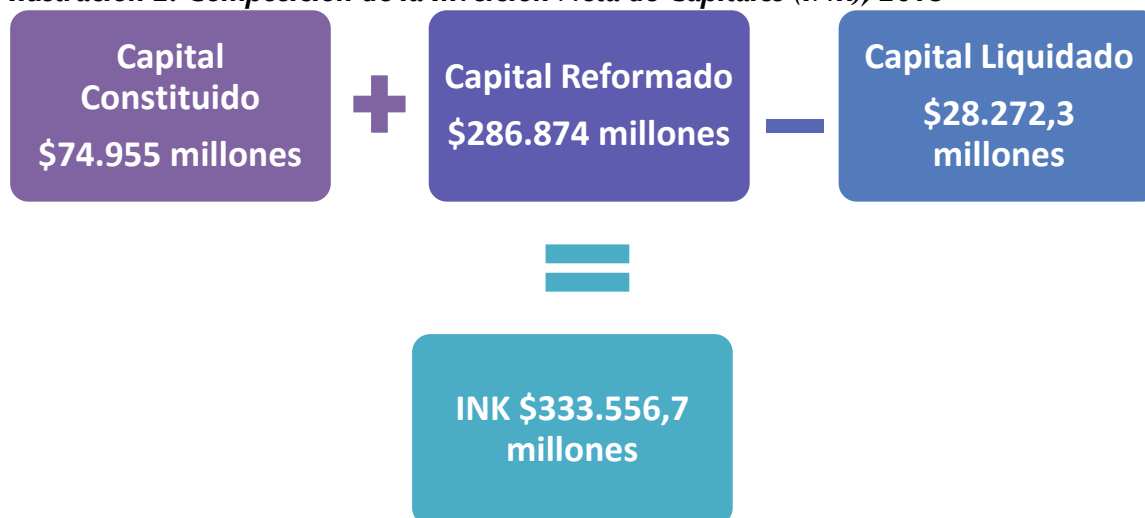 Capital
Constituido
$74.955 millones
Capital Reformado
$286.874 millones
Capital Liquidado
$28.272,3
millones
INK $333.556,7
millones